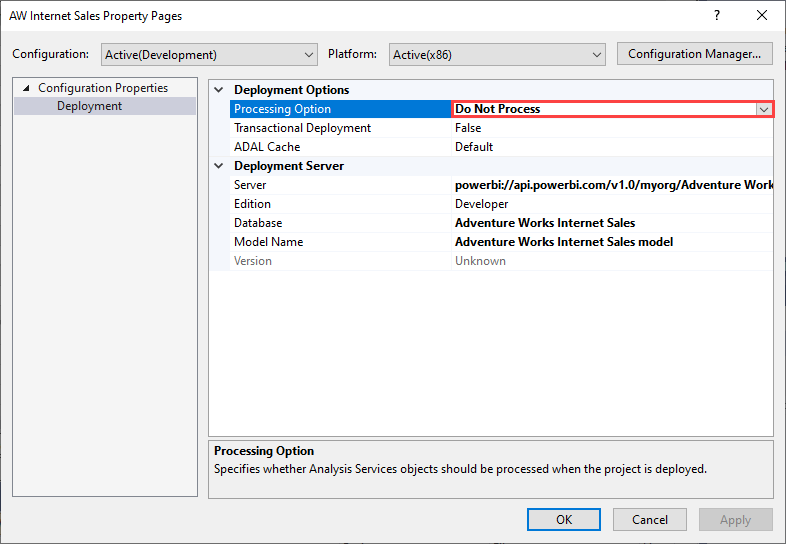 AW Internet Sales Property Pages
?
Configuration: Active(Development) Platform: Active(x86) Configuration Manager...
Configuration Properties
Deployment
Deployment Options
Processing Option Do Not Process
Transactional Deployment False
ADAL Cache Default
Deployment Server
Server powerbi://api.powerbi.com/v1.0/myorg/Adventure Work
Edition Developer
Database Adventure Works Internet Sales
Model Name Adventure Works Internet Sales model
Version Unknown
Processing Option
Specifies whether Analysis Services objects should be processed when the project is deployed.
OK Cancel Apply